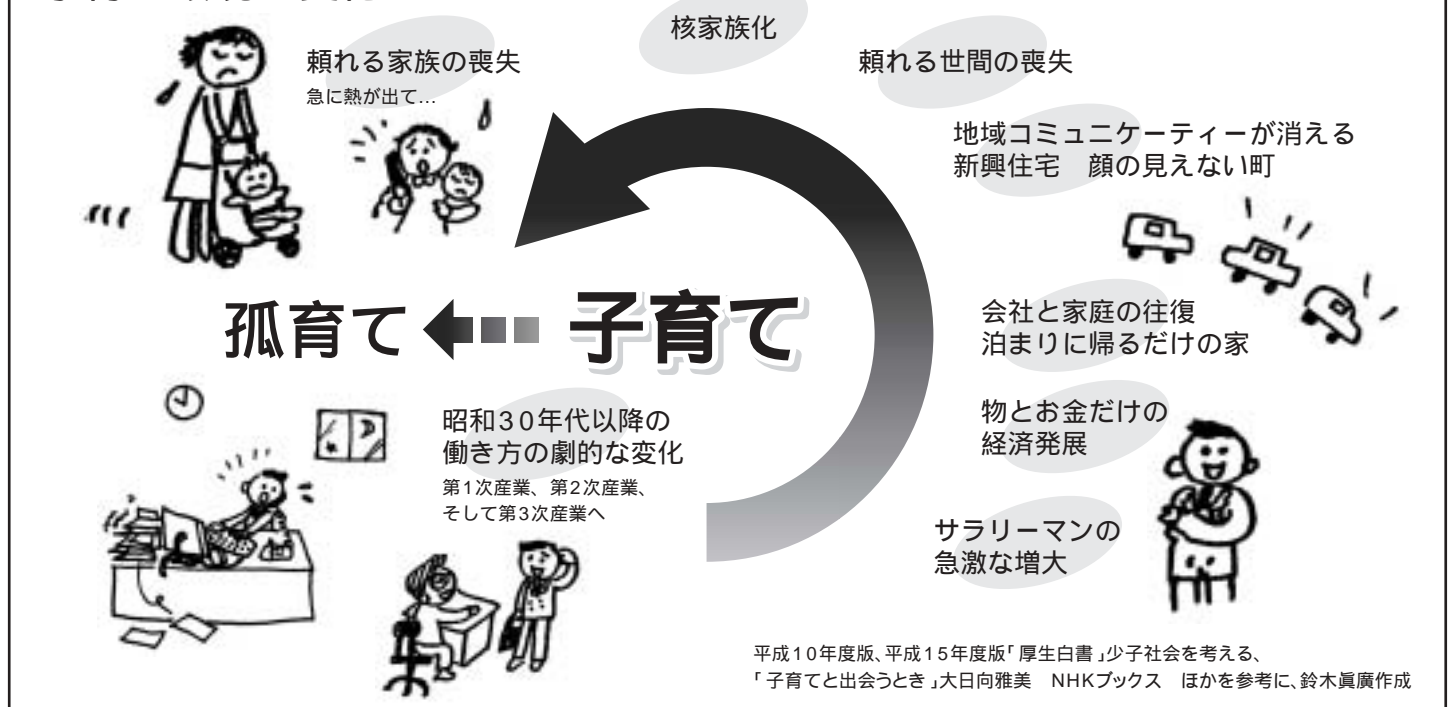 核家族化
頼れる家族の喪失
急に熱が出て...
頼れる世間の喪失
地域コミュニケーティーが消える
新興住宅　顔の見えない町
会社と家庭の往復
泊まりに帰るだけの家
孤育て
子育て
物とお金だけの
経済発展
昭和30年代以降の
働き方の劇的な変化
第1次産業、第2次産業、
そして第3次産業へ
サラリーマンの
急激な増大
平成10年度版、平成15年度版「厚生白書」少子社会を考える、
「子育てと出会うとき」大日向雅美　NHKブックス　ほかを参考に、鈴木眞廣作成